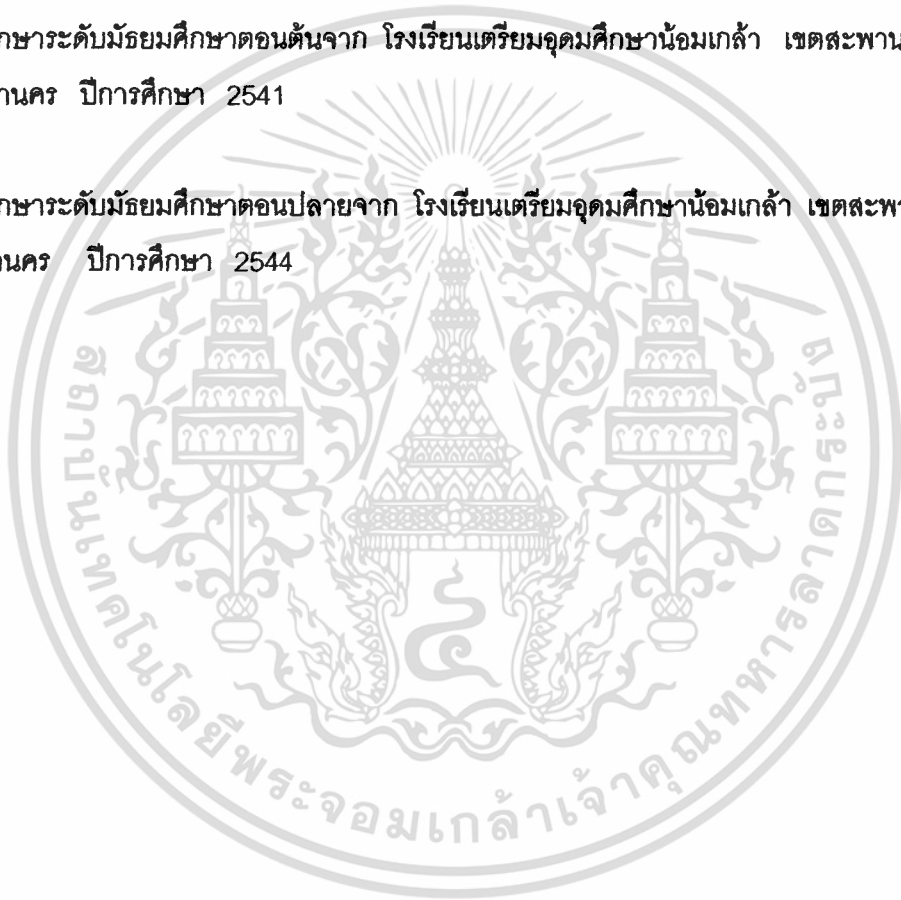 กษาระดับมัธยมศึกษาตอนต้นจาก โรงเรียนเตรียมอุดมศึกษาน้อมเกล้า เขตสะพาน
านคร ปีการศึกษา 2541
กษาระดับมัธยมศึกษาตอนปลายจาก โรงเรียนเตรียมอุดมศึกษาน้อมเกล้า เขตสะพา
านคร ปีการศึกษา 2544
สถาบันเทคโนโลยีพระจอมเกล้าเจ้าคุณทหารลาดกระบัง
๔